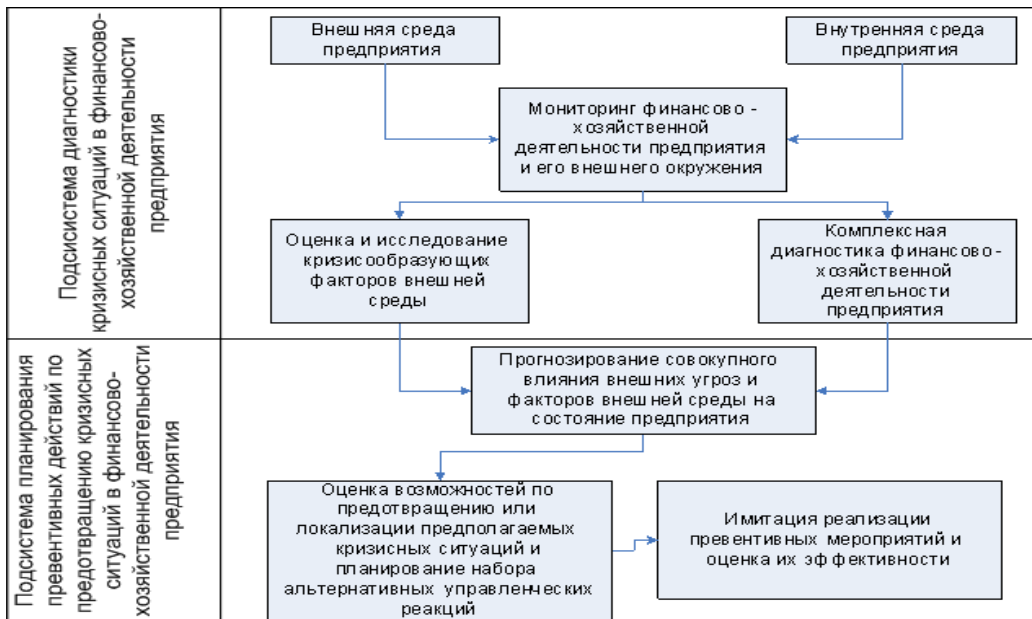 Подсисистема диагностики
кризисных ситуаций в финансово-
хозяйственной деятельности
предприятия
Внешняя среда
предприятия
Внутренняя среда
предприятия
Мониторинг финансово -
хозяйственной
деятельности предприятия
и его внешнего окружения
Оценка и исследование
кризисообразующих
факторов внешней
среды
Комплексная
диагностика финансово-
хозяйственной
деятельности
предприятия
Подсистема планирования
превентивных действий по
предотвращению кризисных
ситуаций в финансово-
хозяйственной деятельности
предприятия
Прогнозирование совокупного
влияния внешних угроз и
факторов внешней среды на
состояние предприятия
Оценка возможностей по
предотвращению или
локализации предполагаемых
кризисных ситуаций и
планирование набора
альтернативных управленческих
реакций
Имитация реализации
превентивных мероприятий и
оценка их эффективности